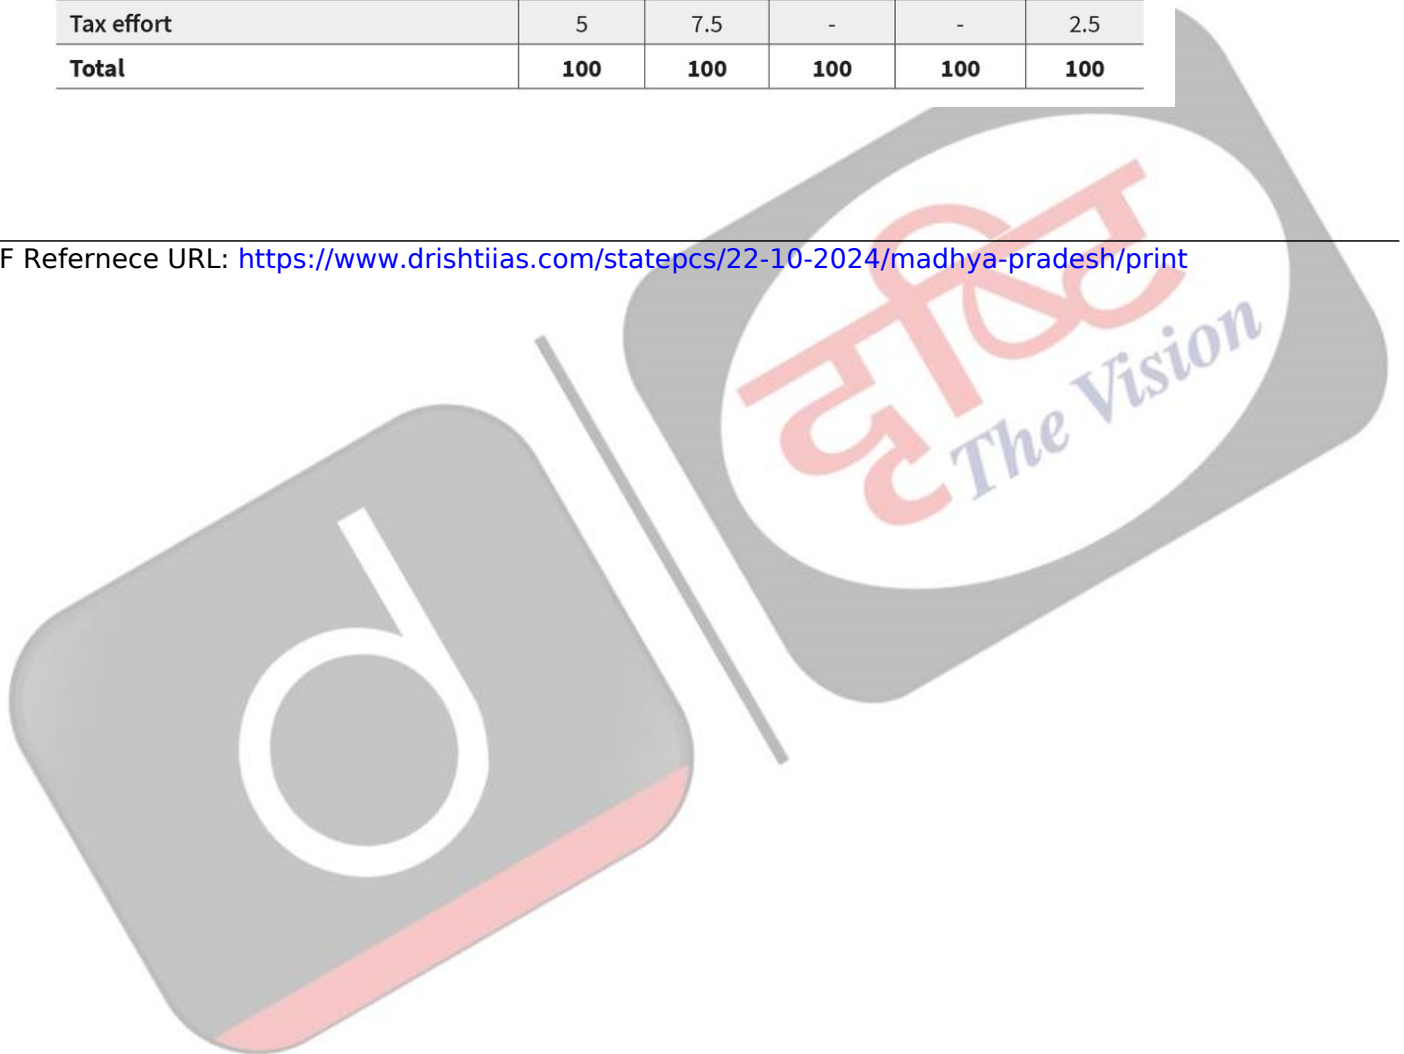 Tax effort 5 7.5 - - 2.5
Total 100 100 100 100 100
F Refernece URL: https://www.drishtiias.com/statepcs/22-10-2024/madhya-pradesh/print
दृष्टि
The Vision
d